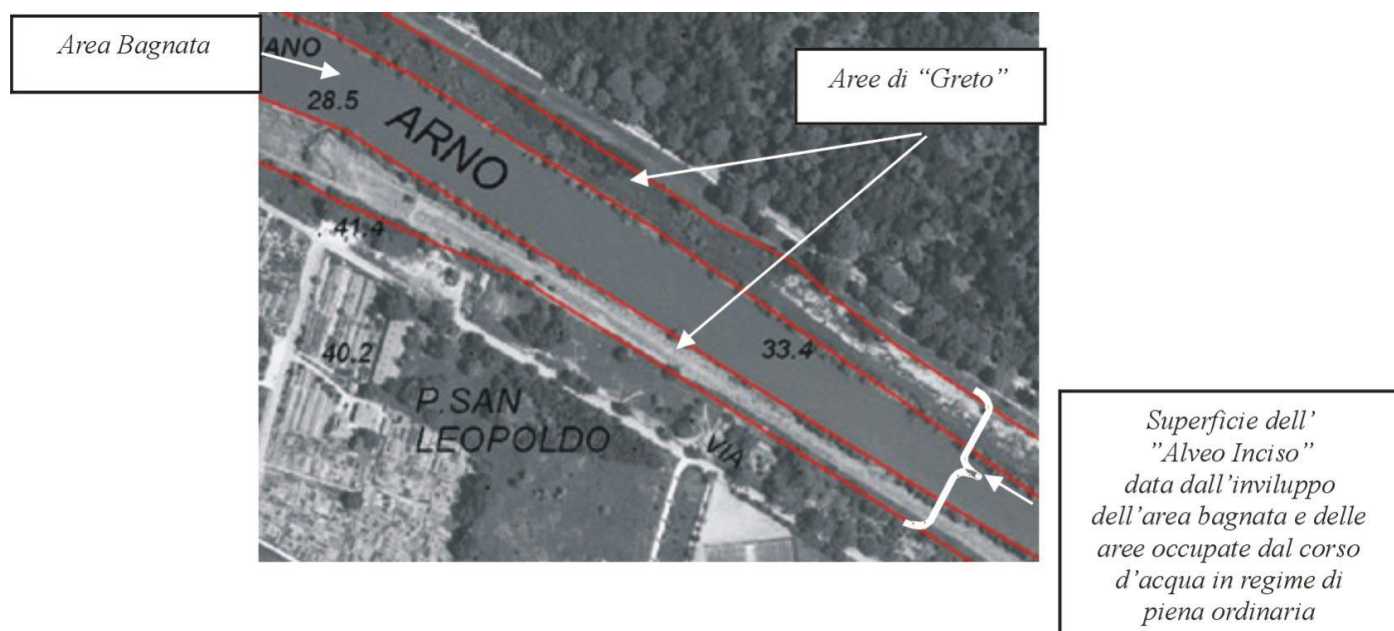 Area Bagnata
Aree di “Greto”
ANO
28.5
ARNO
41.4
33.4
40.2
P.SAN
LEOPOLDO
VIA
Superficie dell’
”Alveo Inciso”
data dall’inviluppo
dell’area bagnata e delle
aree occupate dal corso
d’acqua in regime di
piena ordinaria